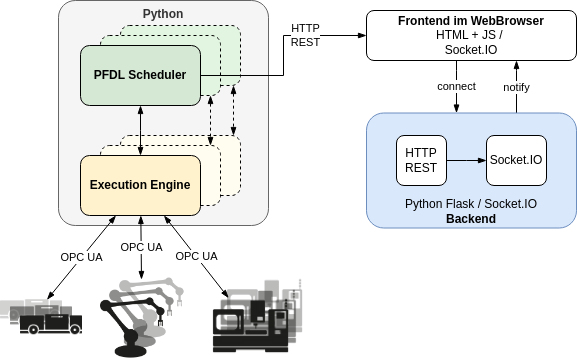 Python
PFDL Scheduler
Execution Engine
OPC UA
OPC UA
OPC UA
HTTP
REST
Frontend im WebBrowser
HTML + JS /
Socket.IO
connect
notify
HTTP
REST
Socket.IO
Python Flask / Socket.IO
Backend